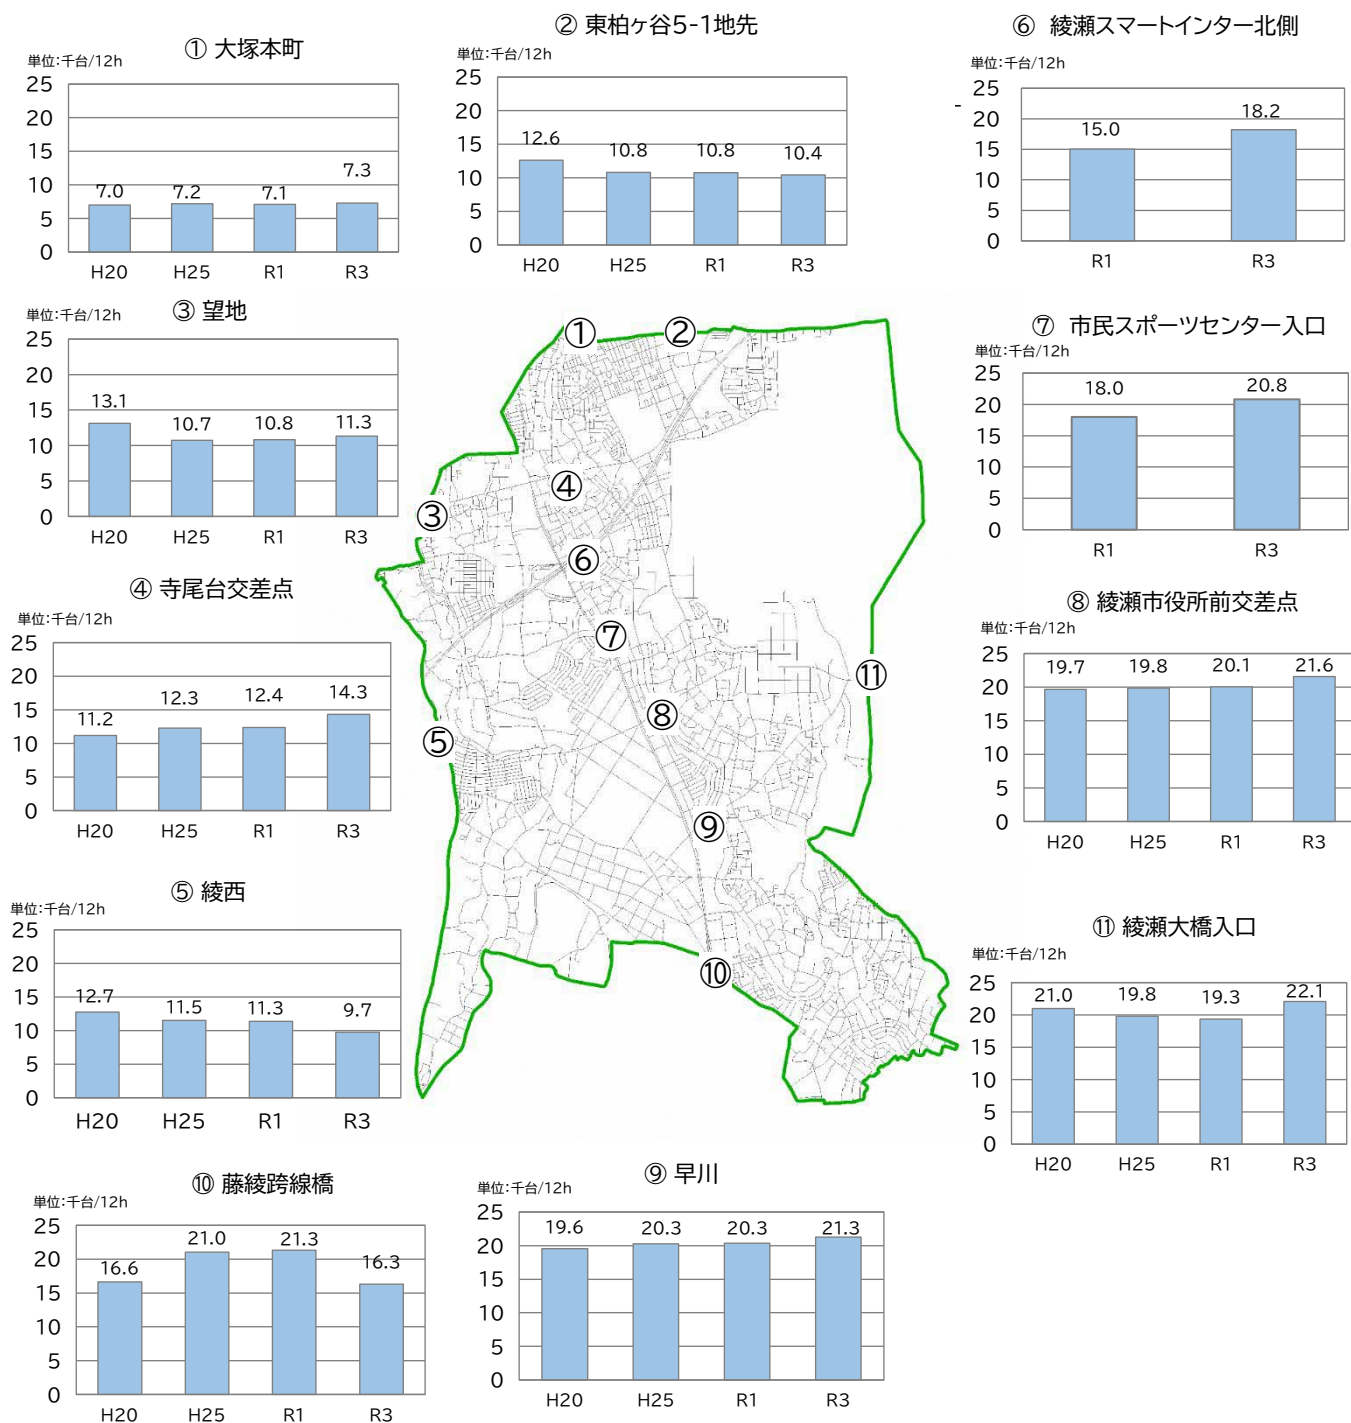 ① 大塚本町
単位:千台/12h
25
20
15
10
5
0
7.0
7.2
7.1
7.3
H20
H25
R1
R3
② 東柏ヶ谷5-1地先
単位:千台/12h
25
20
15
10
5
0
12.6
10.8
10.8
10.4
H20
H25
R1
R3
⑥ 綾瀬スマートインター北側
単位:千台/12h
25
20
15
10
5
0
15.0
18.2
R1
R3
③ 望地
単位:千台/12h
25
20
15
10
5
0
13.1
10.7
10.8
11.3
H20
H25
R1
R3
⑦ 市民スポーツセンター入口
単位:千台/12h
25
20
15
10
5
0
18.0
20.8
R1
R3
④ 寺尾台交差点
単位:千台/12h
25
20
15
10
5
0
11.2
12.3
12.4
14.3
H20
H25
R1
R3
⑧ 綾瀬市役所前交差点
単位:千台/12h
25
20
15
10
5
0
19.7
19.8
20.1
21.6
H20
H25
R1
R3
⑤ 綾西
単位:千台/12h
25
20
15
10
5
0
12.7
11.5
11.3
9.7
H20
H25
R1
R3
⑪ 綾瀬大橋入口
単位:千台/12h
25
20
15
10
5
0
21.0
19.8
19.3
22.1
H20
H25
R1
R3
①
②
③
④
⑥
⑦
⑪
⑧
⑤
⑨
⑩
⑩ 藤綾跨線橋
単位:千台/12h
25
20
15
10
5
0
16.6
21.0
21.3
16.3
H20
H25
R1
R3
⑨ 早川
単位:千台/12h
25
20
15
10
5
0
19.6
20.3
20.3
21.3
H20
H25
R1
R3